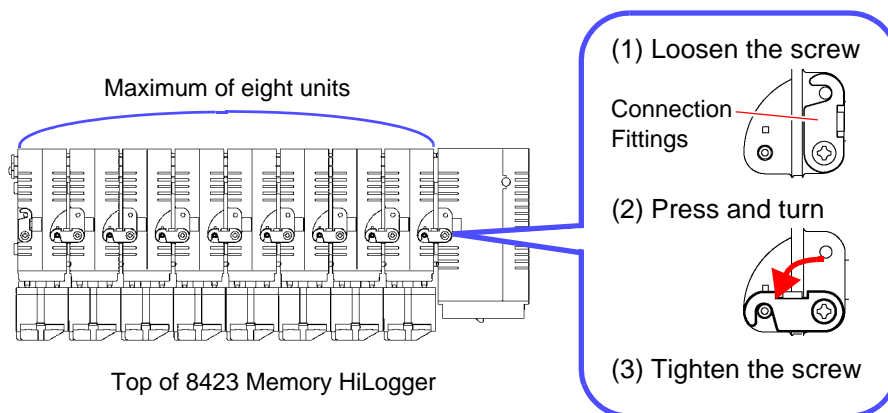 Maximum of eight units
Top of 8423 Memory HiLogger
(1) Loosen the screw
Connection
Fittings
(2) Press and turn
(3) Tighten the screw